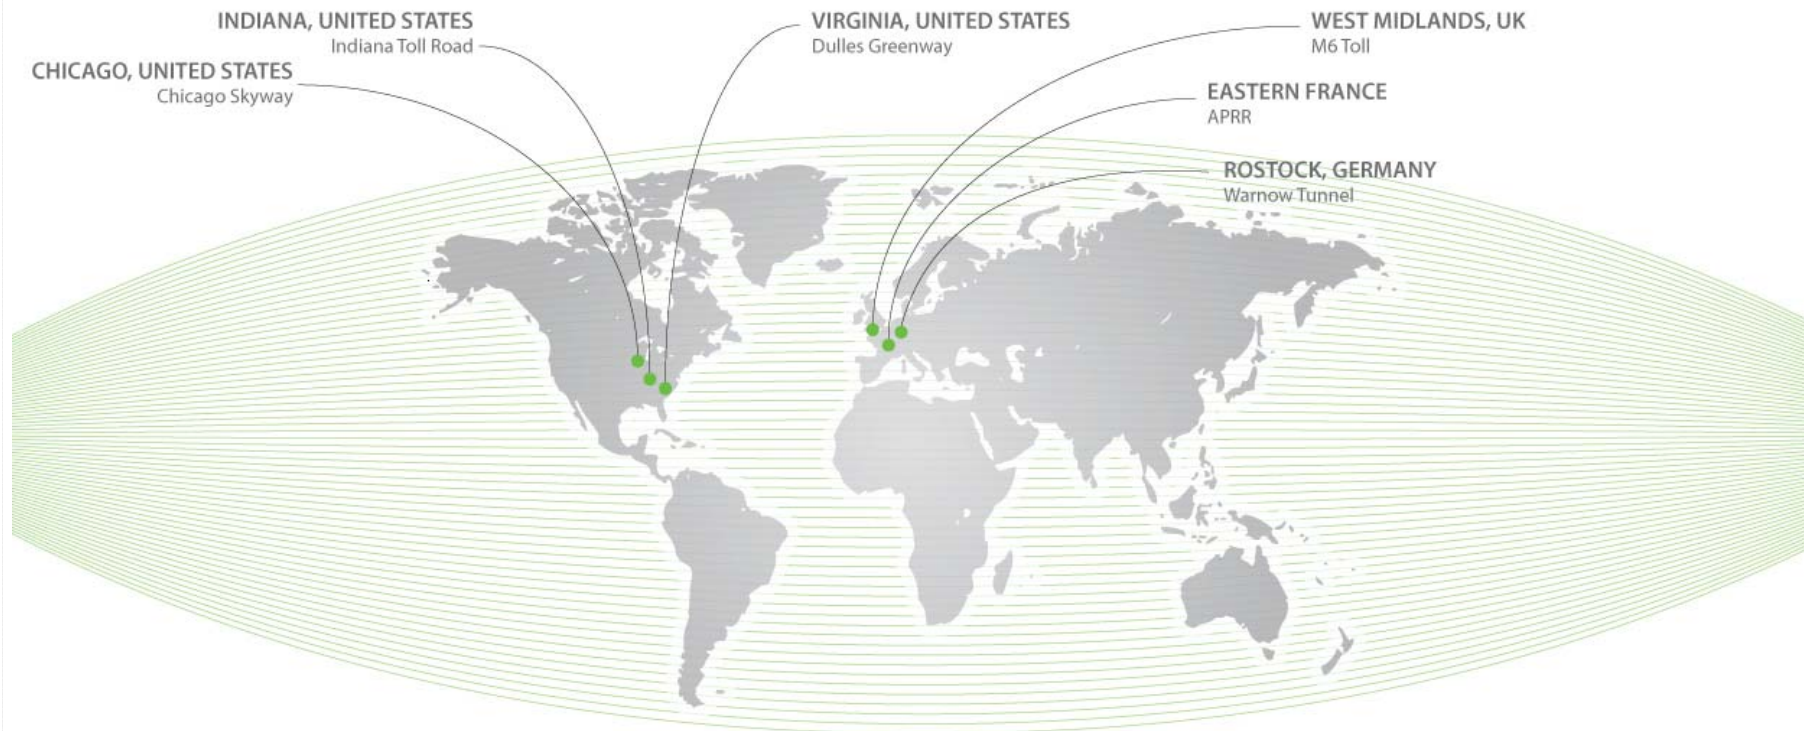 INDIANA, UNITED STATES
Indiana Toll Road
CHICAGO, UNITED STATES
Chicago Skyway
VIRGINIA, UNITED STATES
Dulles Greenway
WEST MIDLANDS, UK
M6 Toll
EASTERN FRANCE
APRR
ROSTOCK, GERMANY
Warnow Tunnel